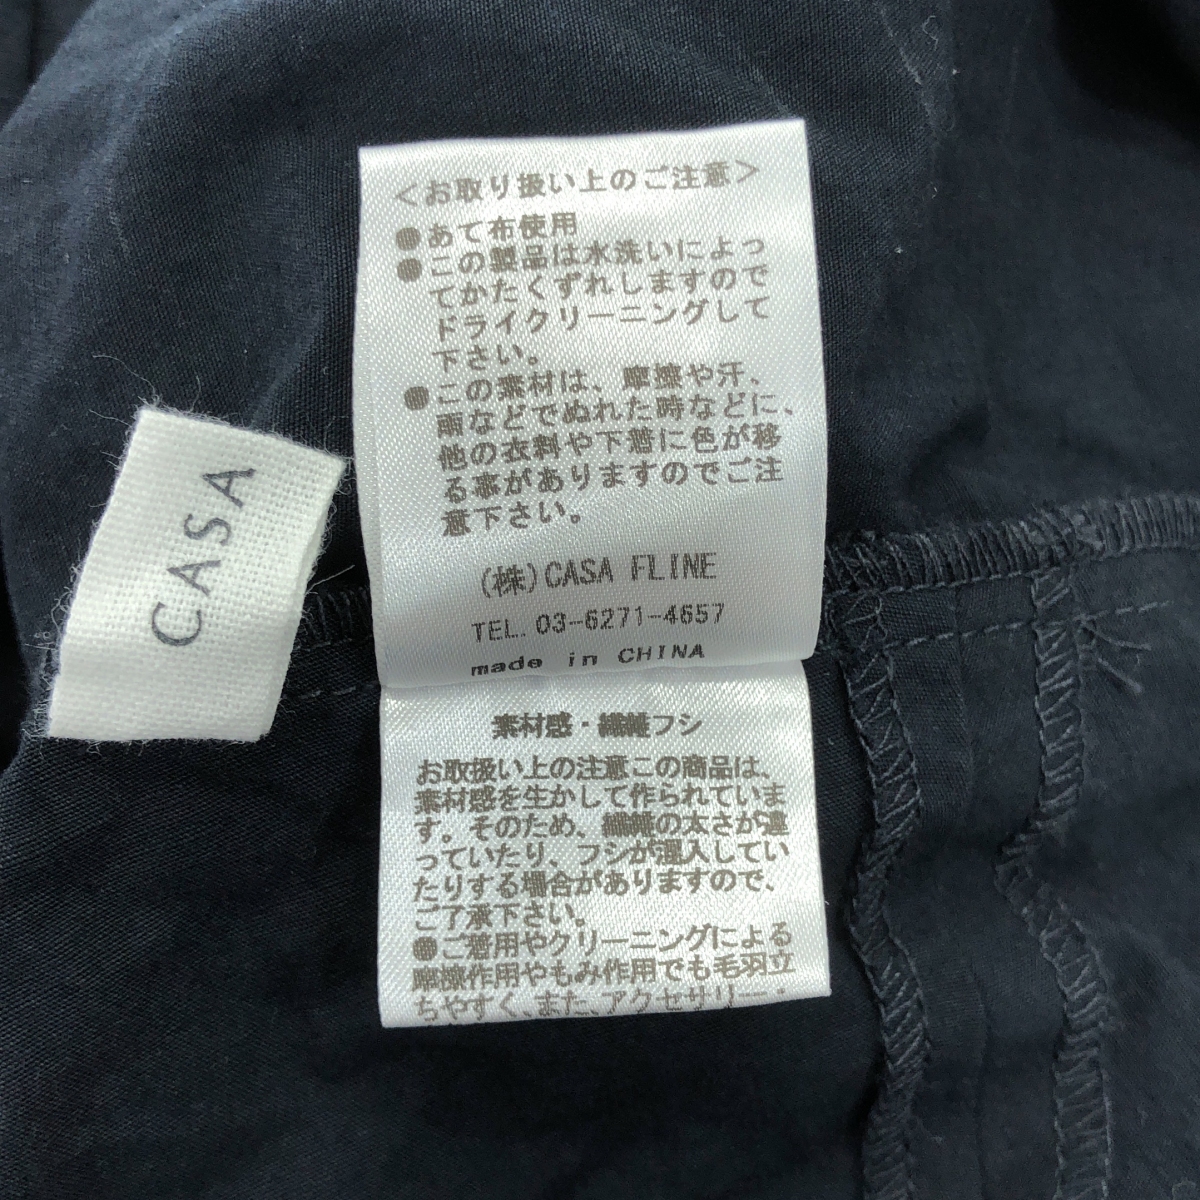 <お取り扱い上のご注意>
●あて布使用
●この製品は水洗いによっ
てかたくずれしますので
ドライクリーニングして
下さい。
●この素材は、摩擦や汗、
雨などでぬれた時などに、
他の衣料や下着に色が移
る事がありますのでご注
意下さい。
(株)CASA FLINE
TEL. 03-6271-4657
made in CHINA
CASA
素材感・繊維フシ
お取扱い上の注意この商品は、
素材感を生かして作られていま
す。そのため、繊維の太さが違
っていたり、フシが混入してい
たりする場合がありますので、
ご了承下さい。
●ご着用やクリーニングによる
摩擦作用やもみ作用でも毛羽立
ちやすく、また、アクセサリー・